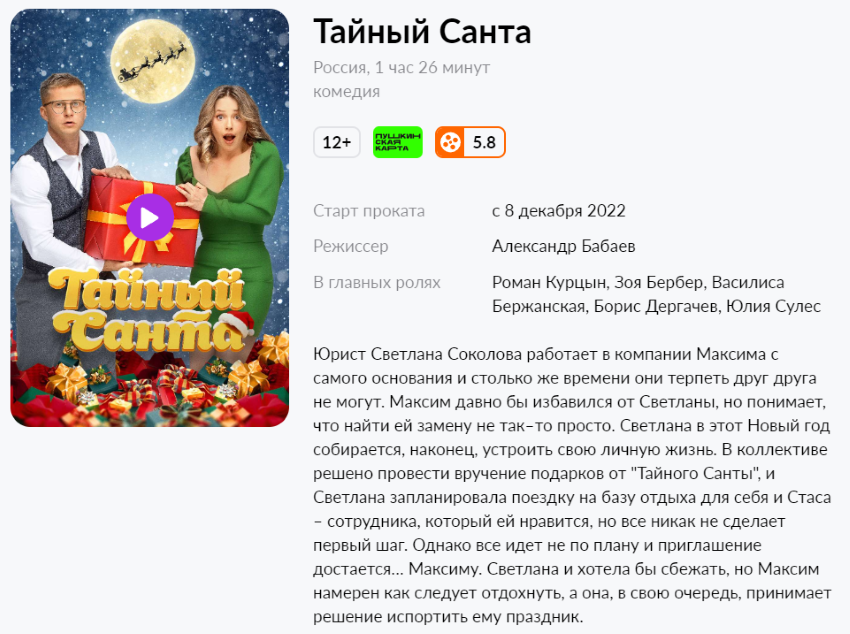 Тайный Санта
Россия, 1 час 26 минут
комедия
12+
ПУШКИН
СКАЯ
КАРТА
5.8
Старт проката
с 8 декабря 2022
Режиссер
Александр Бабаев
В главных ролях
Роман Курцын, Зоя Бербер, Василиса
Бержанская, Борис Дергачев, Юлия Сулес
Тайный
Санта
Юрист Светлана Соколова работает в компании Максима с
самого основания и столько же времени они терпеть друг друга
не могут. Максим давно бы избавился от Светланы, но понимает,
что найти ей замену не так–то просто. Светлана в этот Новый год
собирается, наконец, устроить свою личную жизнь. В коллективе
решено провести вручение подарков от "Тайного Санты", и
Светлана запланировала поездку на базу отдыха для себя и Стаса
– сотрудника, который ей нравится, но все никак не сделает
первый шаг. Однако все идет не по плану и приглашение
достается... Максиму. Светлана и хотела бы сбежать, но Максим
намерен как следует отдохнуть, а она, в свою очередь, принимает
решение испортить ему праздник.